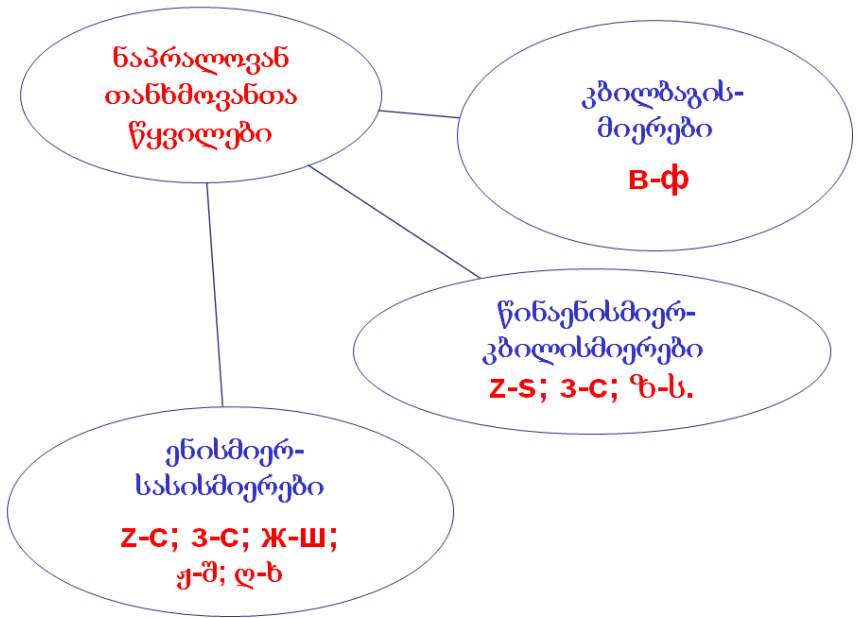 ნაპრალოვან
თანხმოვანთა
წყვილები
კბილბაგის-
მიერები
в-ф
წინაენისმიერ-
კბილისმიერები
z-s; з-с; ზ-ს.
ენისმიერ-
სასისმიერები
z-c; з-с; ж-ш;
ჟ-შ; ღ-ხ